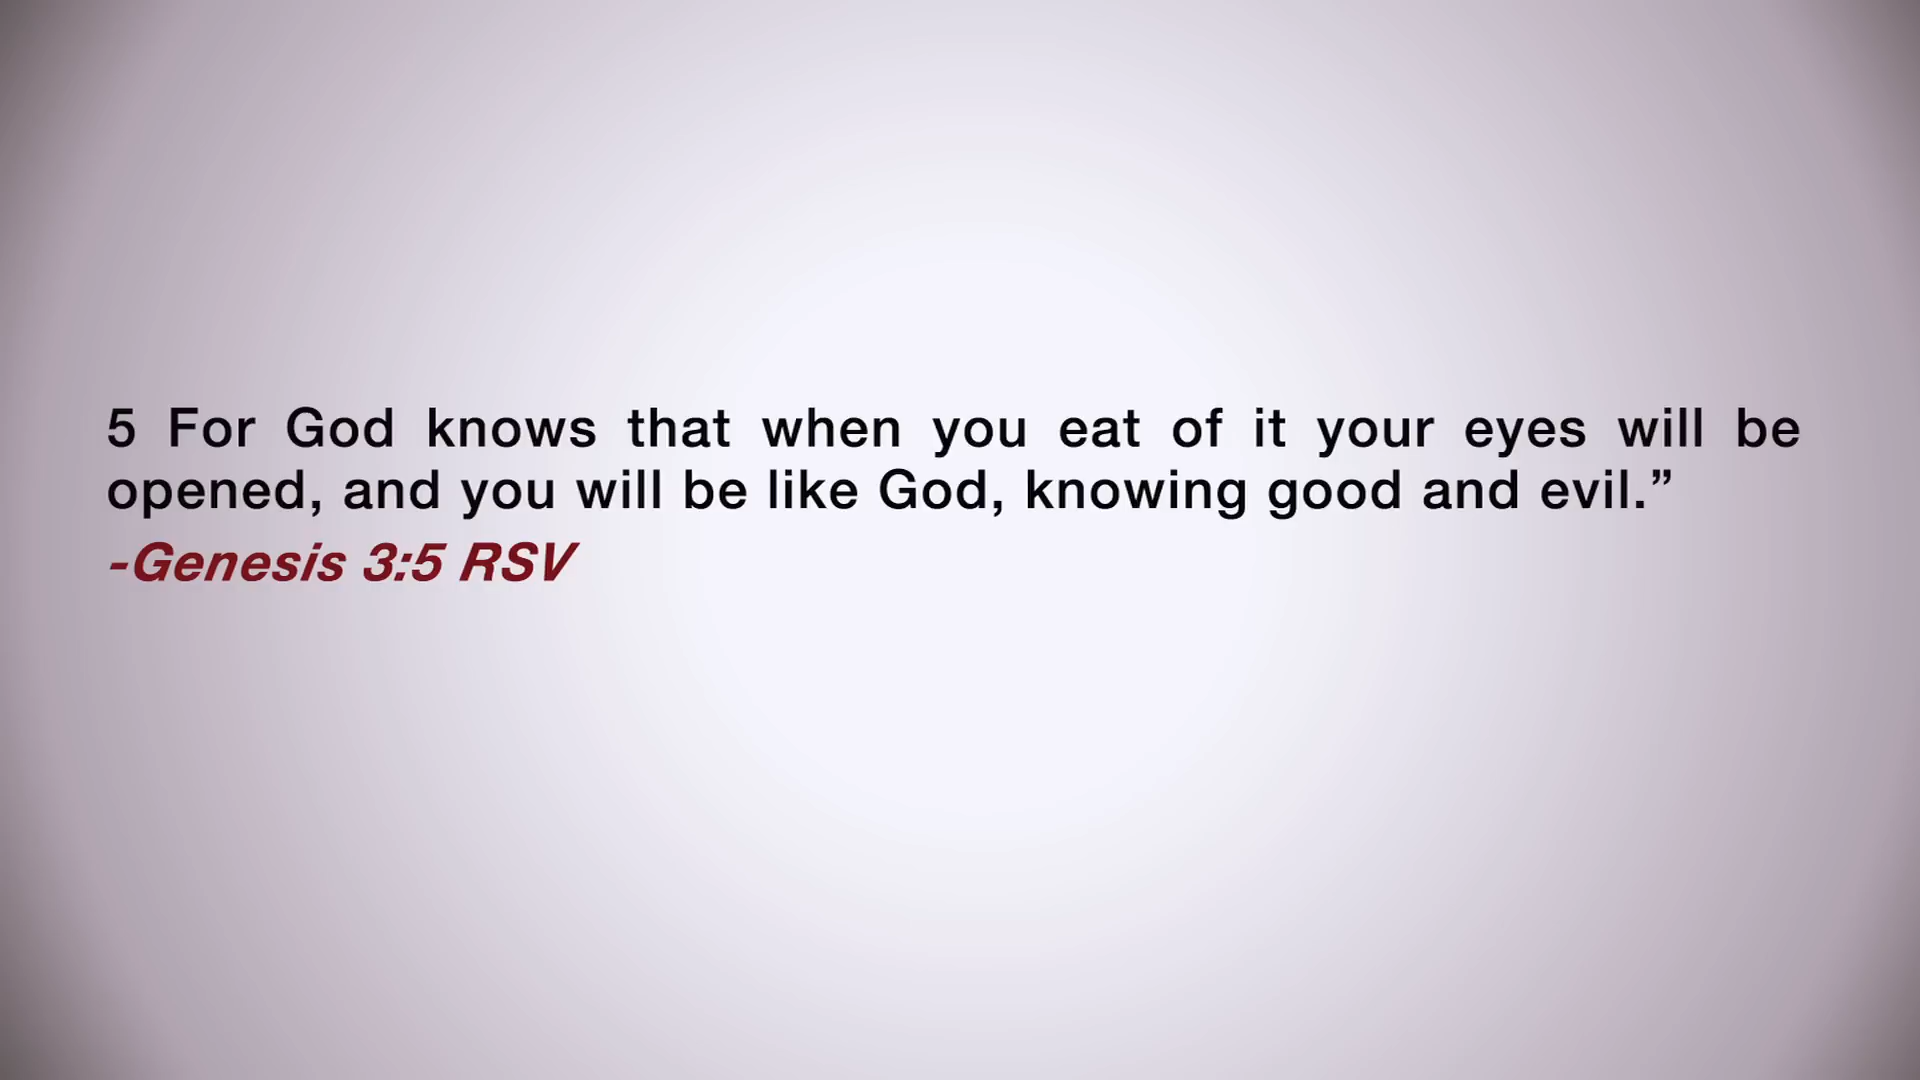 5 For God knows that when you eat of it your eyes will be
opened, and you will be like God, knowing good and evil.”
-Genesis 3:5 RSV